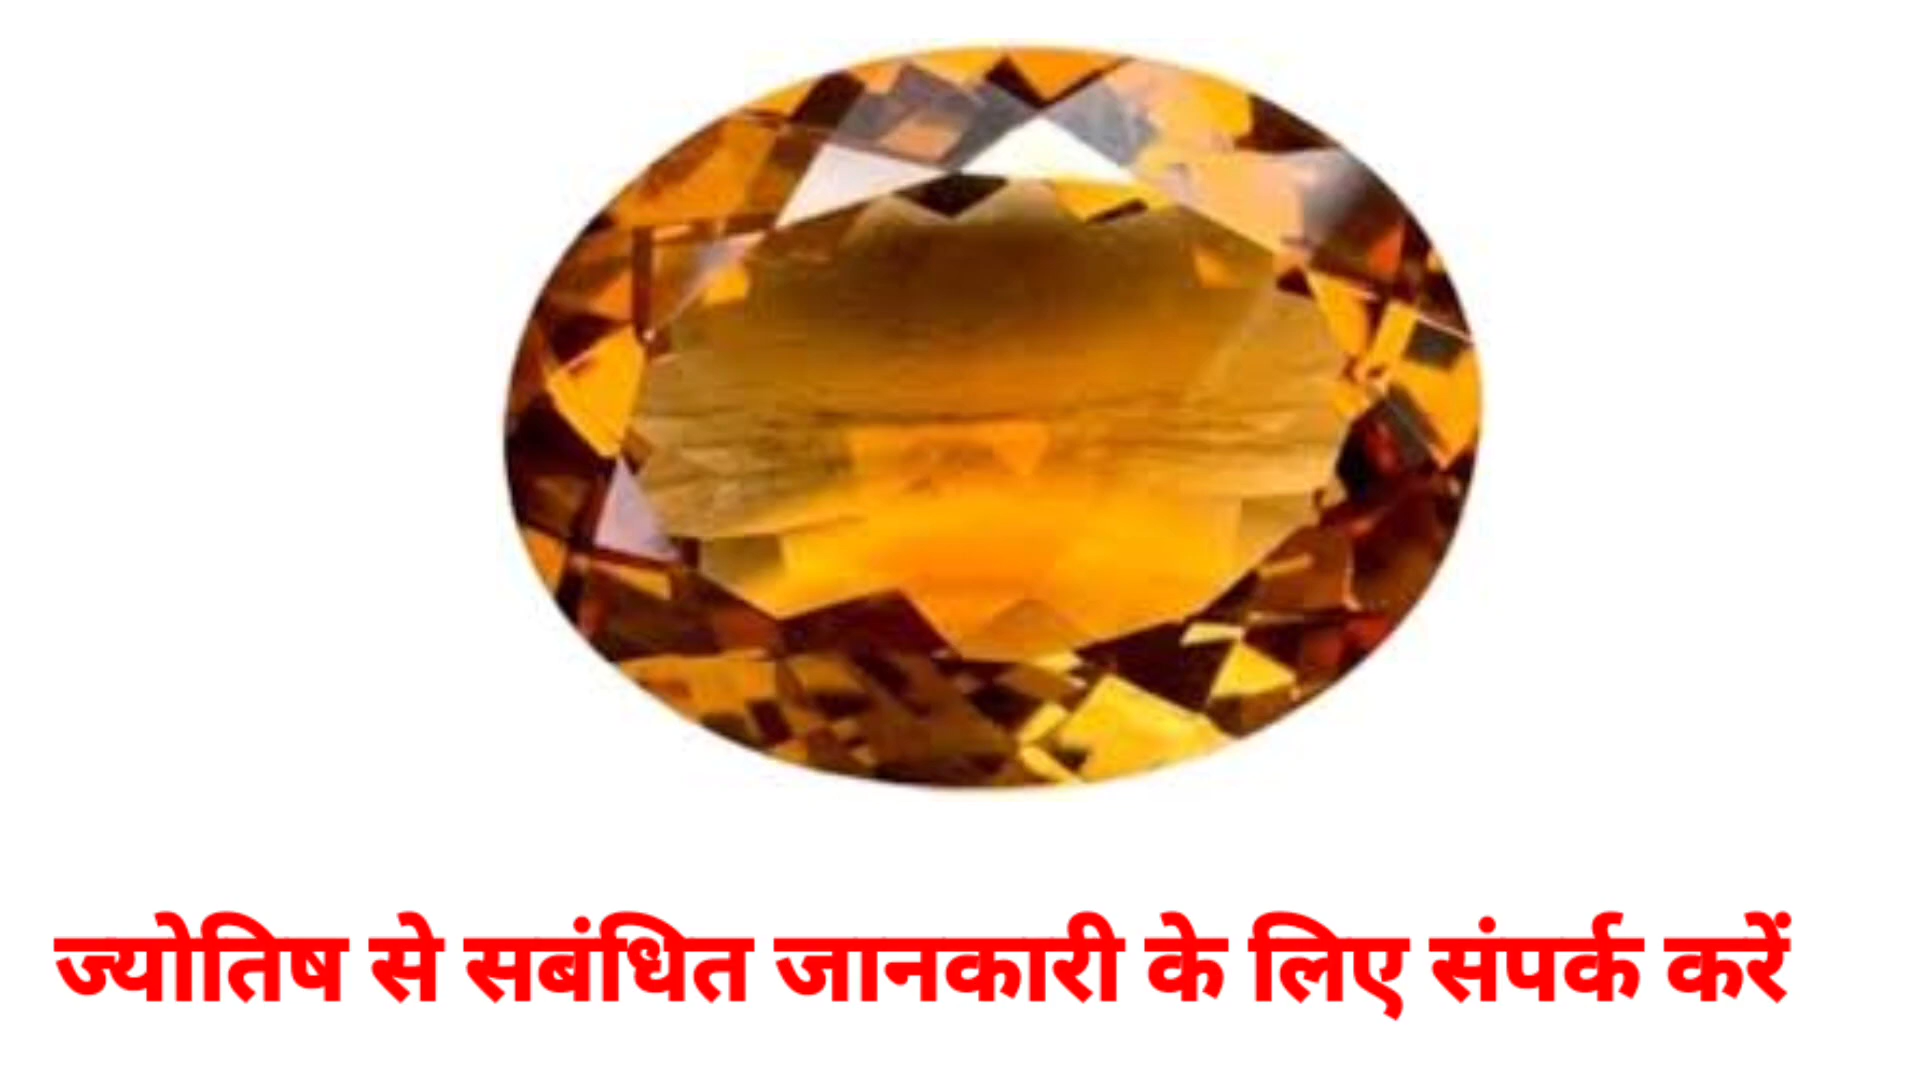 ज्योतिष से सबंधित जानकारी के लिए संपर्क करें